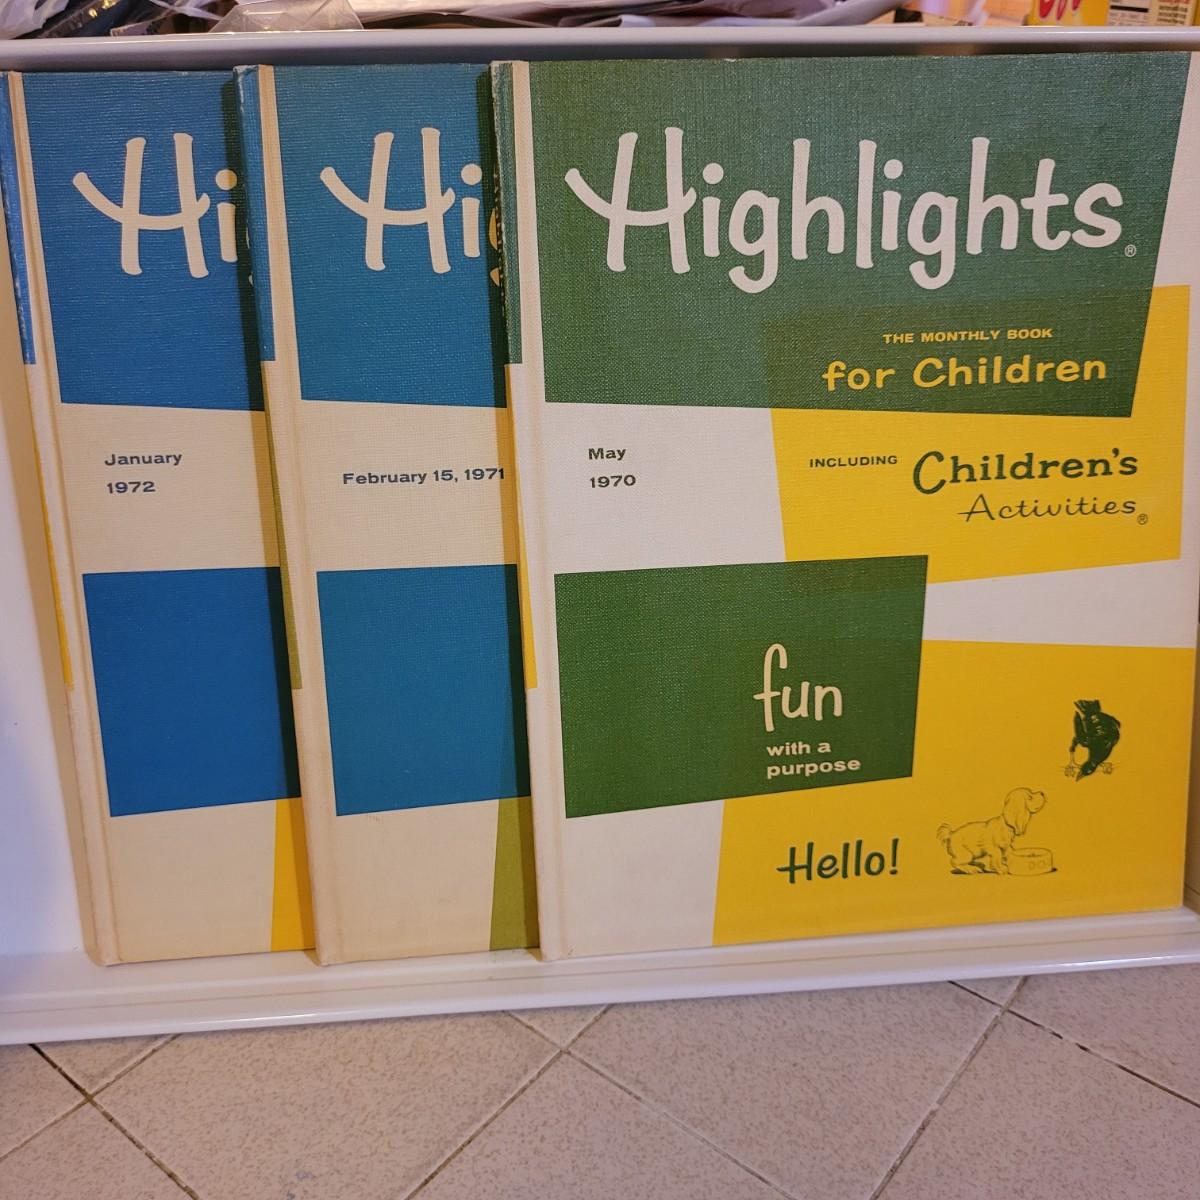 Hi
January
1972
Hig
February 15, 1971
Highlights®
THE MONTHLY BOOK
for Children
May
1970
INCLUDING Children's
Activities®
fun
with a
purpose
Hello!